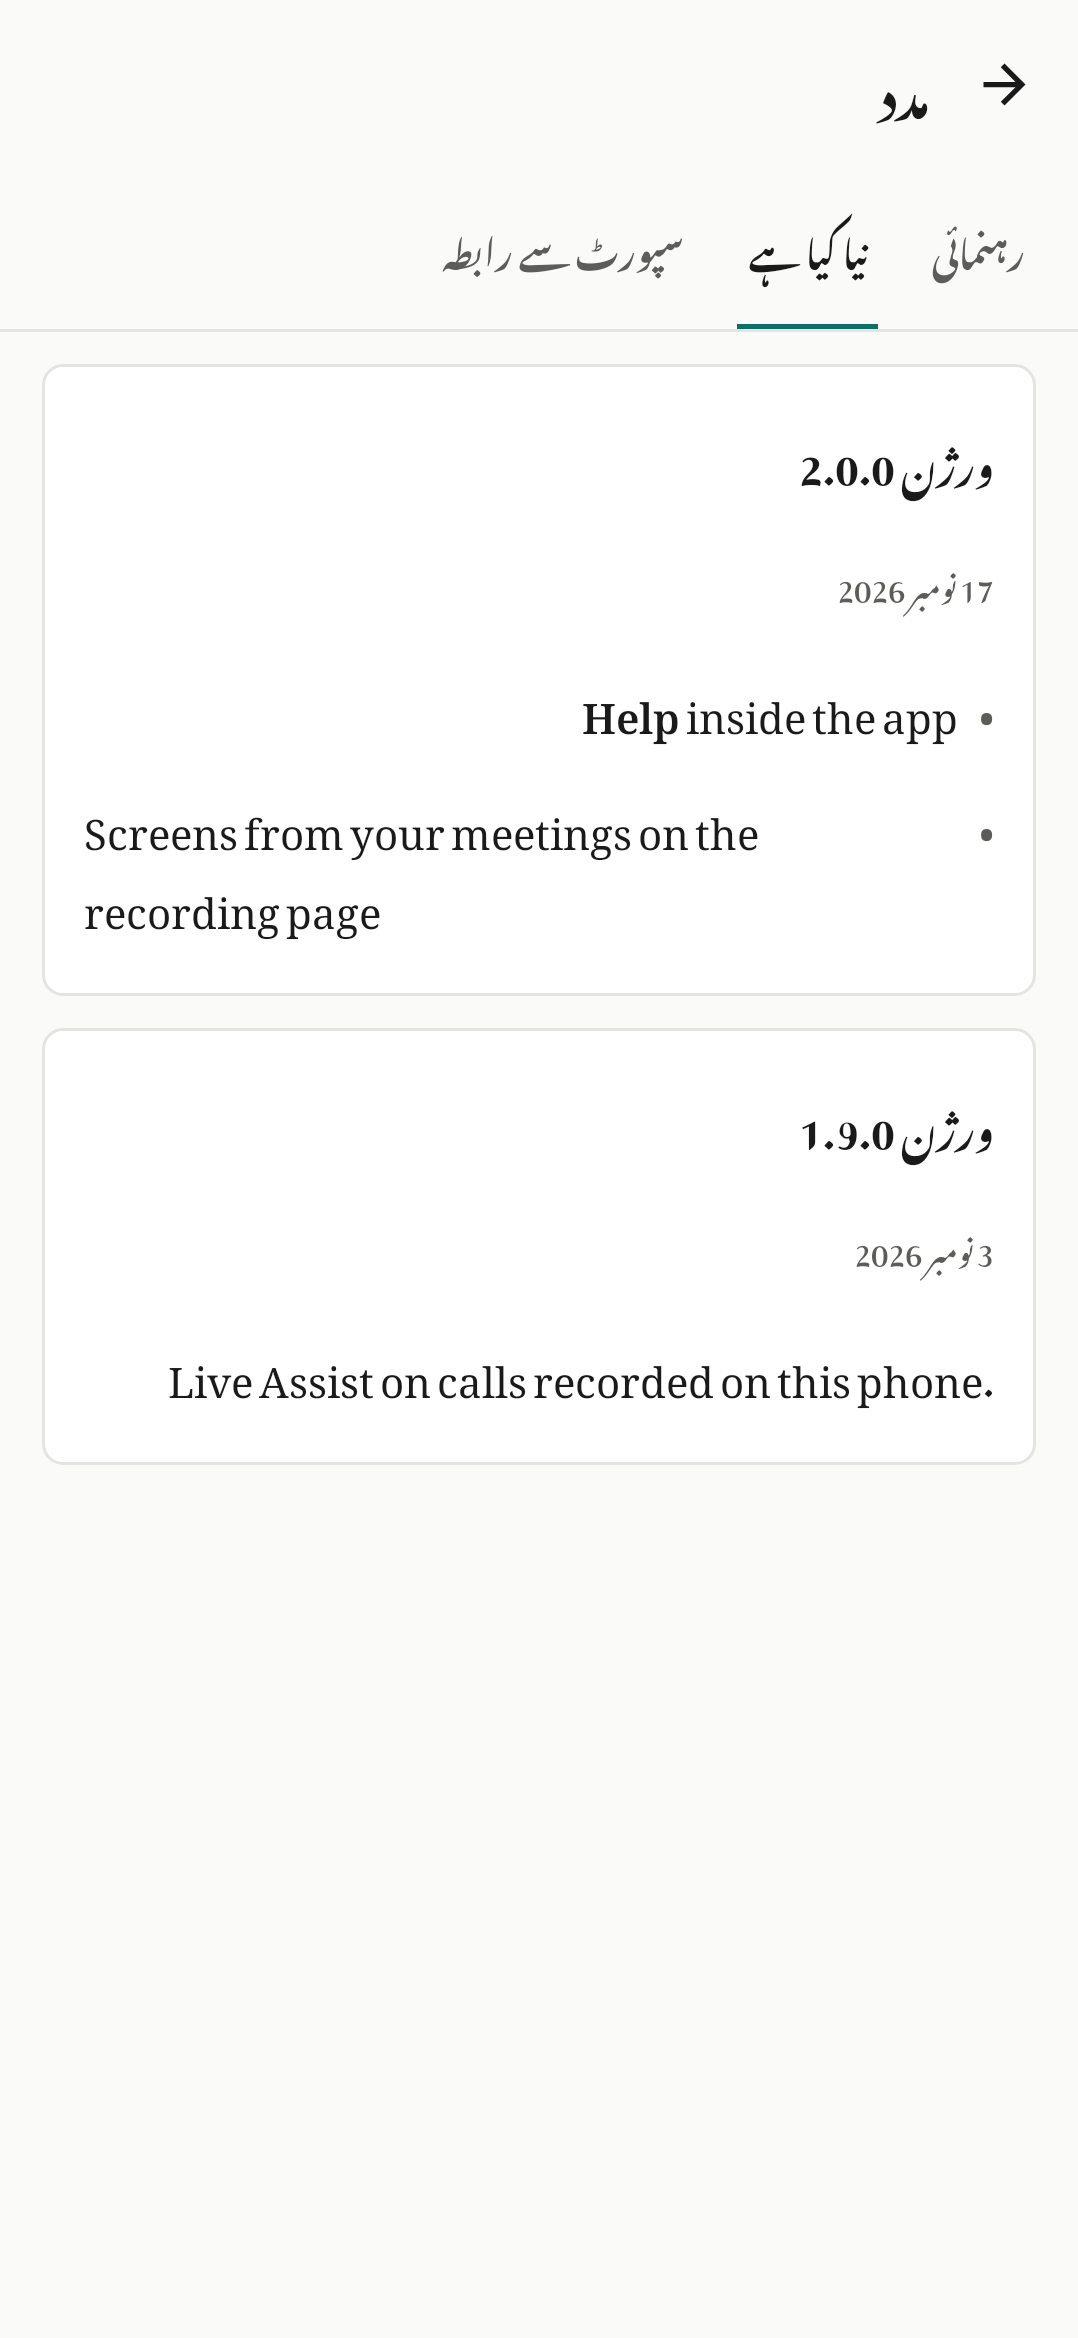 مدد
رہنمائی
نیا کیا ہے
سپورٹ سے رابطہ
ورژن 2.0.0
17 نومبر 2026
• Help inside the app
• Screens from your meetings on the
recording page
ورژن 1.9.0
3 نومبر 2026
Live Assist on calls recorded on this phone.